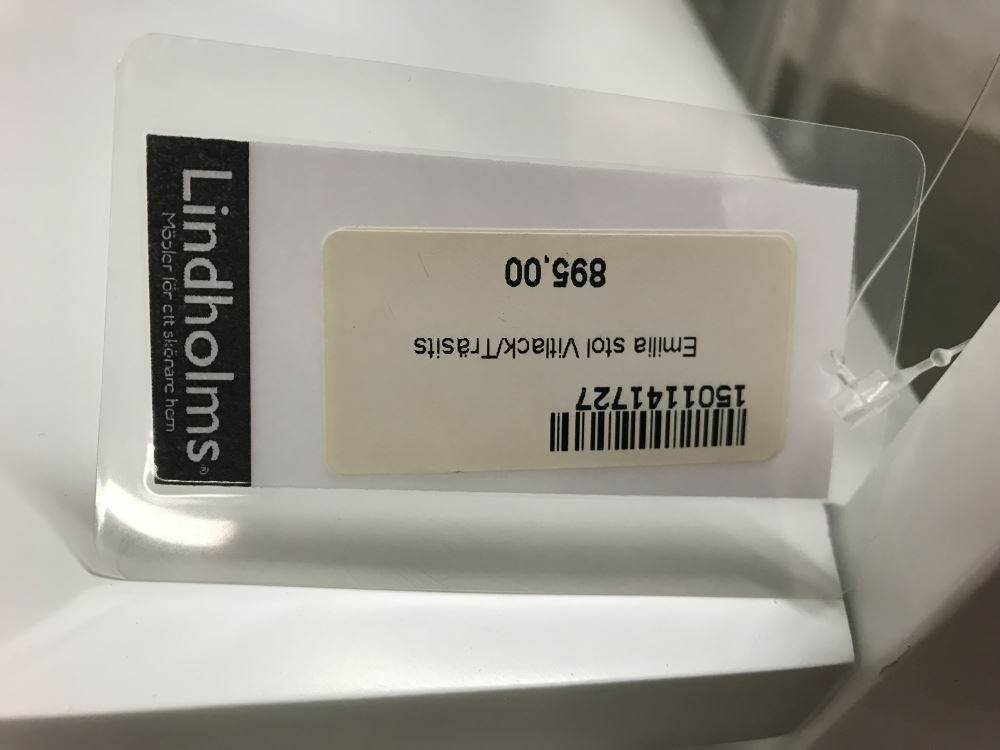 Lindholms®
Möbler för ett skönare hem
1501141727
Emilia stol Vitlack/Träsits
895,00